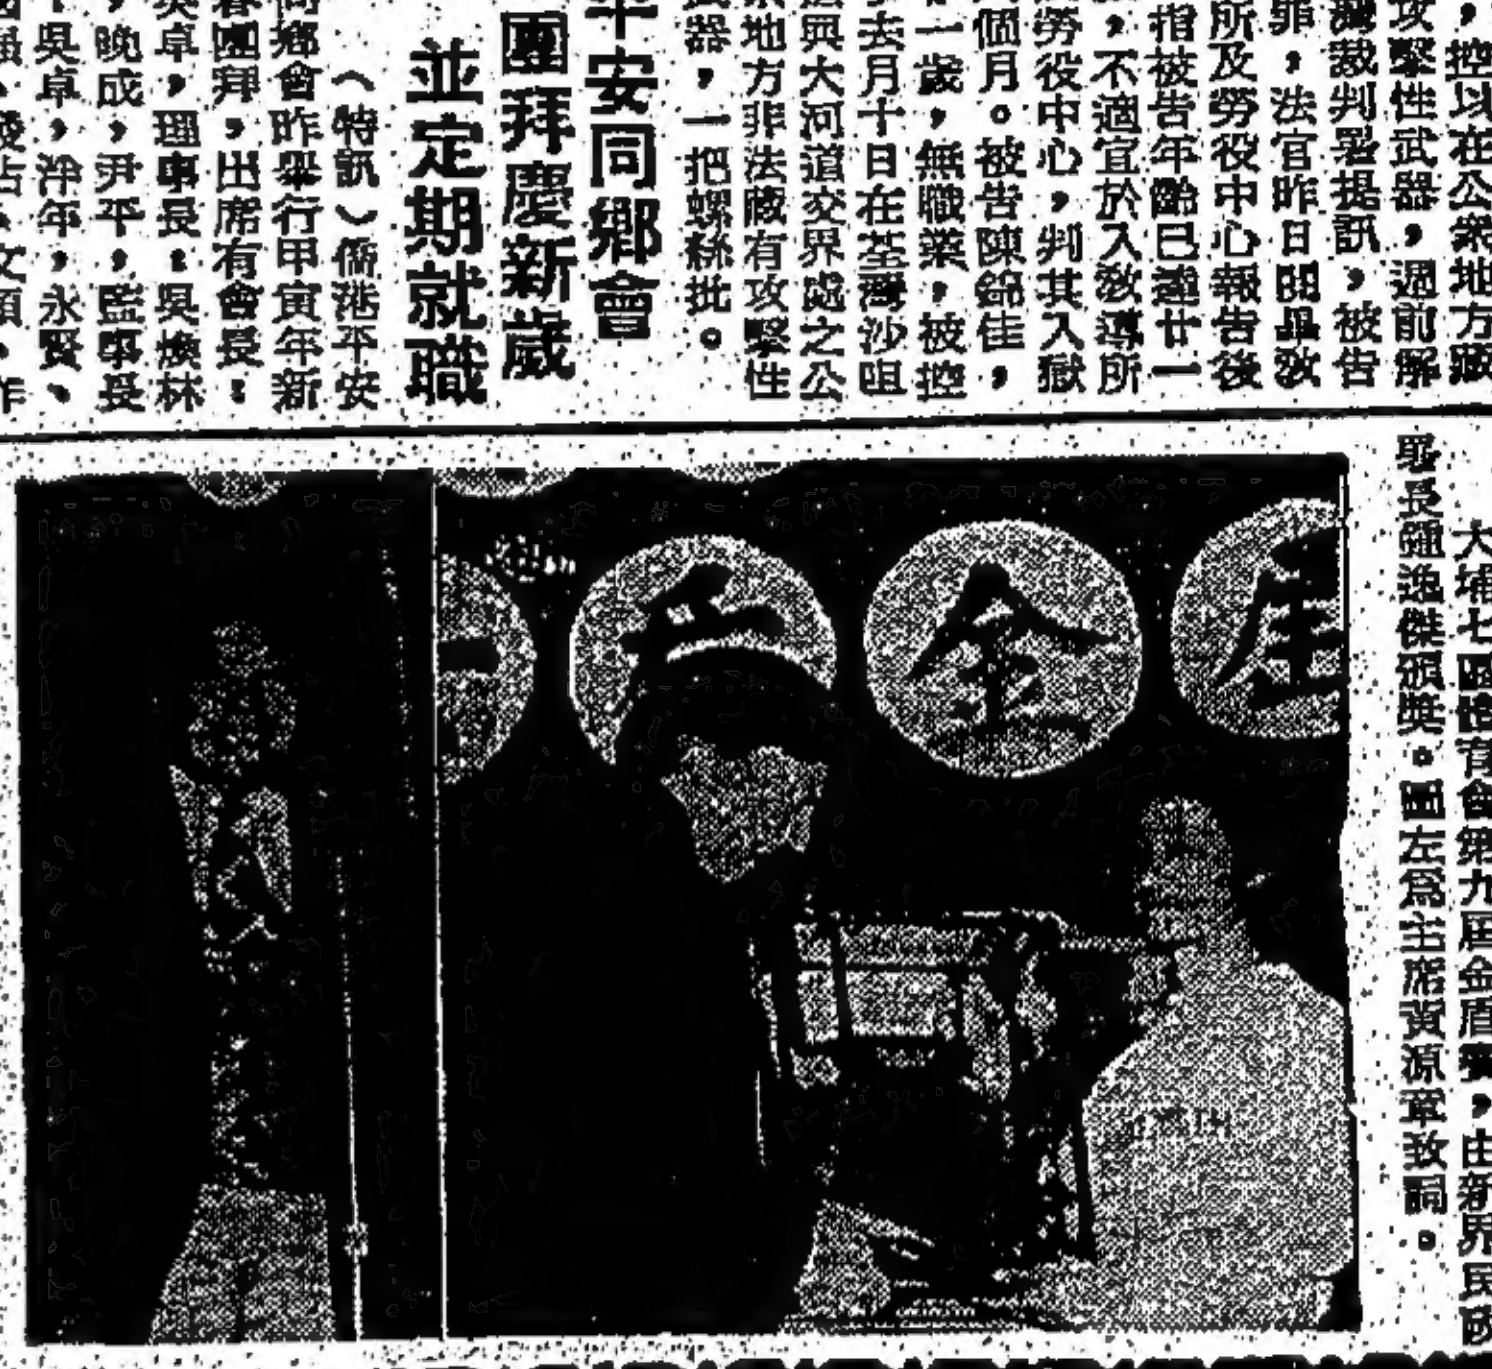 ，控以在公衆地方藏
攻擊性武器，週前解
灣裁判署提訊，被告
罪，法官昨日閱畢敎
所及勞役中心報告後
指被告年齡已達廿一
，不適宜於入敎導所
勞役中心，判其入獄
個月。被告陳錦佳，
一歲，無職業，被控
去月十日在荃灣沙咀
與大河道交界處之公
地方非法藏有攻擊性
器，一把螺絲批。
平安同鄉會
團拜慶新歲
並定期就職
（特訊）僑港平安
同鄉會昨舉行甲寅年新
春團拜，出席有會長：
吳卓，理事長：吳煥林
，晚成，尹平，監事長
吳卓，淨年，永賢、
大埔七區體育會第九屆金盾賽，由新界民政
署長鍾逸傑頒獎。圖左爲主席黃源章致詞。
屆金盾